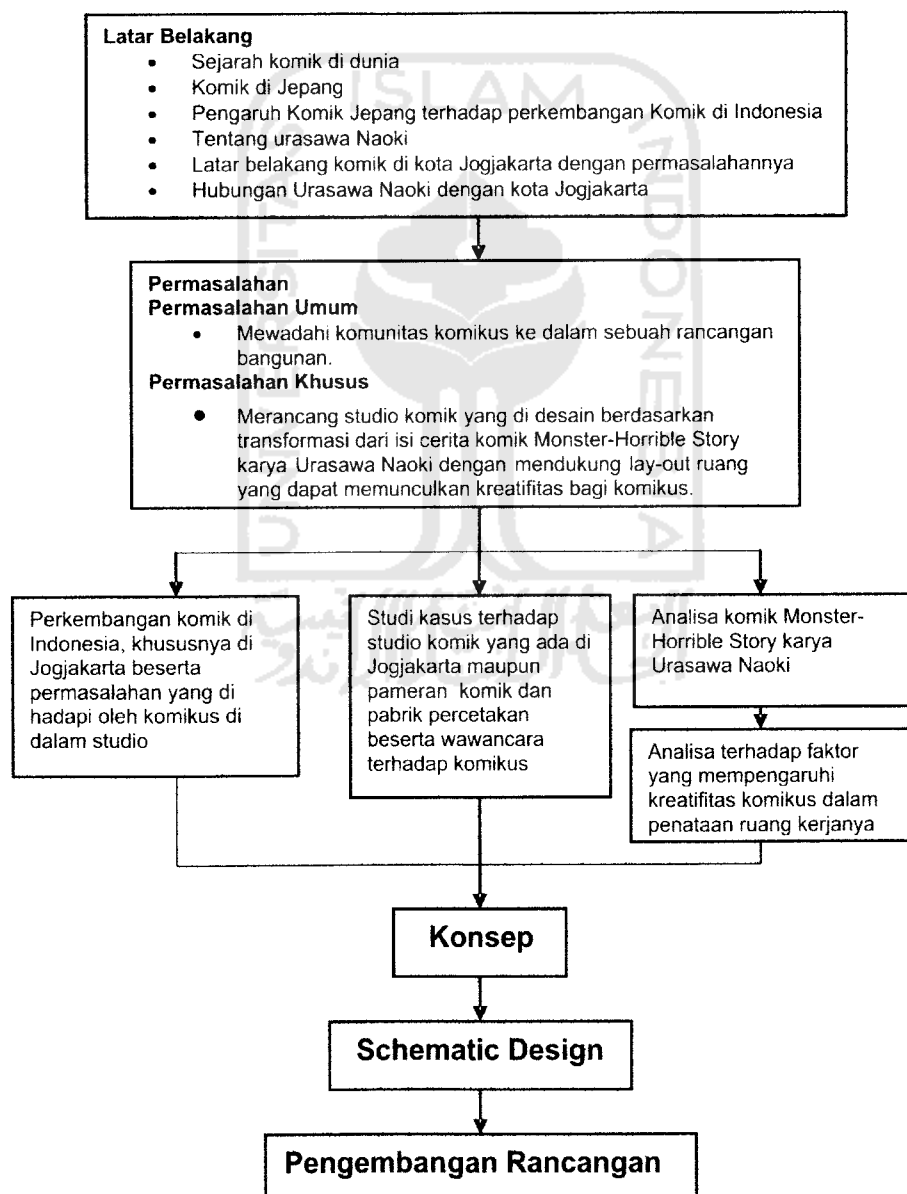 Latar Belakang
• Sejarah komik di dunia
• Komik di Jepang
• Pengaruh Komik Jepang terhadap perkembangan Komik di Indonesia
• Tentang urasawa Naoki
• Latar belakang komik di kota Jogjakarta dengan permasalahannya
• Hubungan Urasawa Naoki dengan kota Jogjakarta
Permasalahan
Permasalahan Umum
• Mewadahi komunitas komikus ke dalam sebuah rancangan
bangunan.
Permasalahan Khusus
• Merancang studio komik yang di desain berdasarkan
transformasi dari isi cerita komik Monster-Horrible Story
karya Urasawa Naoki dengan mendukung lay-out ruang
yang dapat memunculkan kreatifitas bagi komikus.
Perkembangan komik di
Indonesia, khususnya di
Jogjakarta beserta
permasalahan yang di
hadapi oleh komikus di
dalam studio
Studi kasus terhadap
studio komik yang ada di
Jogjakarta maupun
pameran komik dan
pabrik percetakan
beserta wawancara
terhadap komikus
Analisa komik Monster-
Horrible Story karya
Urasawa Naoki
Analisa terhadap faktor
yang mempengaruhi
kreatifitas komikus dalam
penataan ruang kerjanya
Konsep
Schematic Design
Pengembangan Rancangan
UNIVERSITAS
ISLAM
INDONESIA